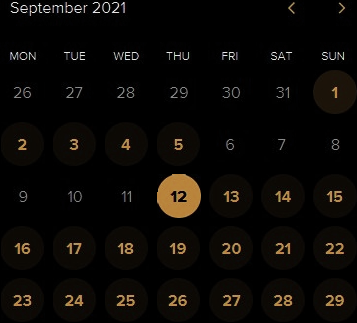 September 2021 < >
MON TUE WED THU FRI SAT SUN
26 27 28 29 30 31 1
2 3 4 5 6 7 8
9 10 11 12 13 14 15
16 17 18 19 20 21 22
23 24 25 26 27 28 29